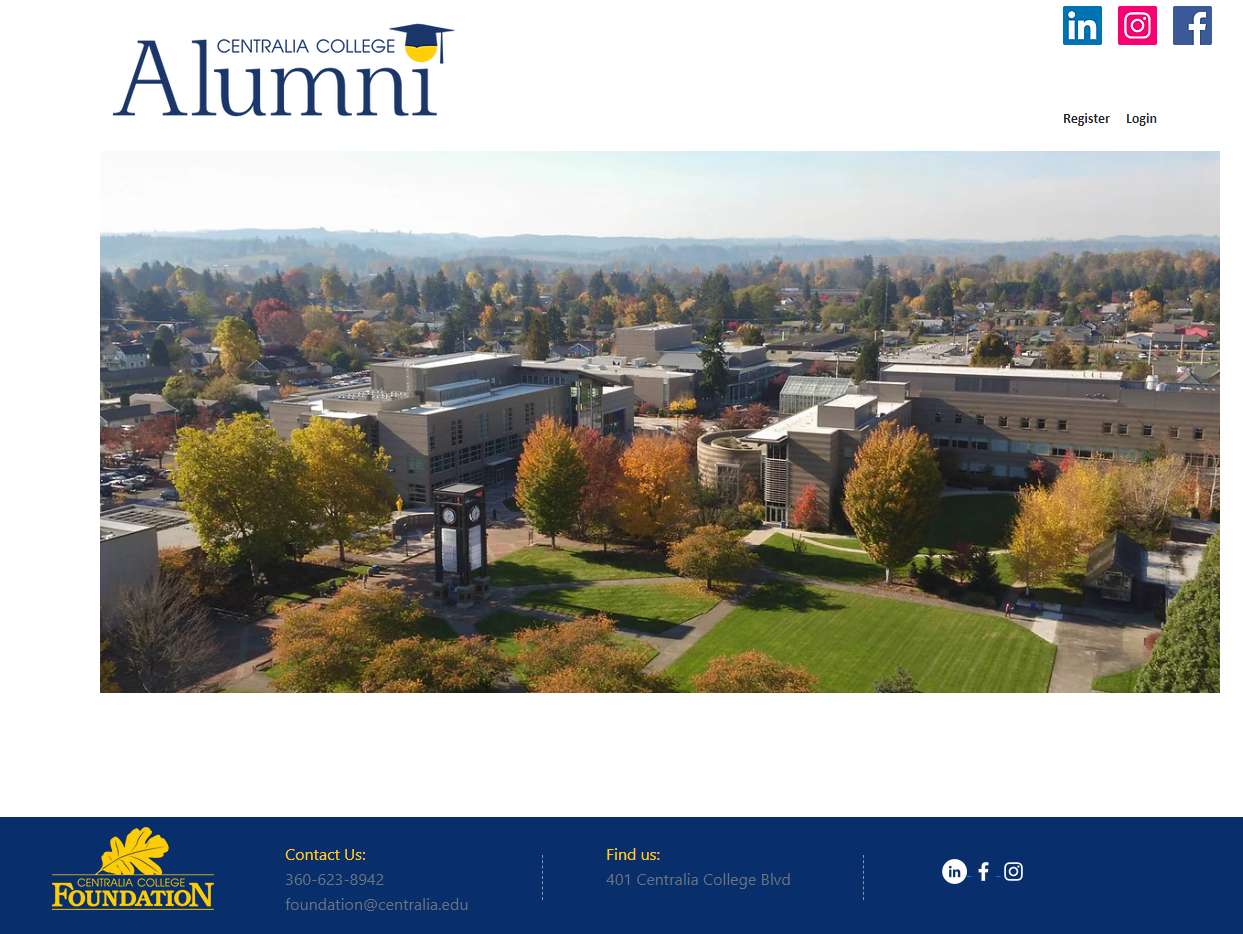 CENTRALIA COLLEGE
Alumni
Register Login
CENTRALIA COLLEGE
FOUNDATION
Contact Us:
360-623-8942
foundation@centralia.edu
Find us:
401 Centralia College Blvd